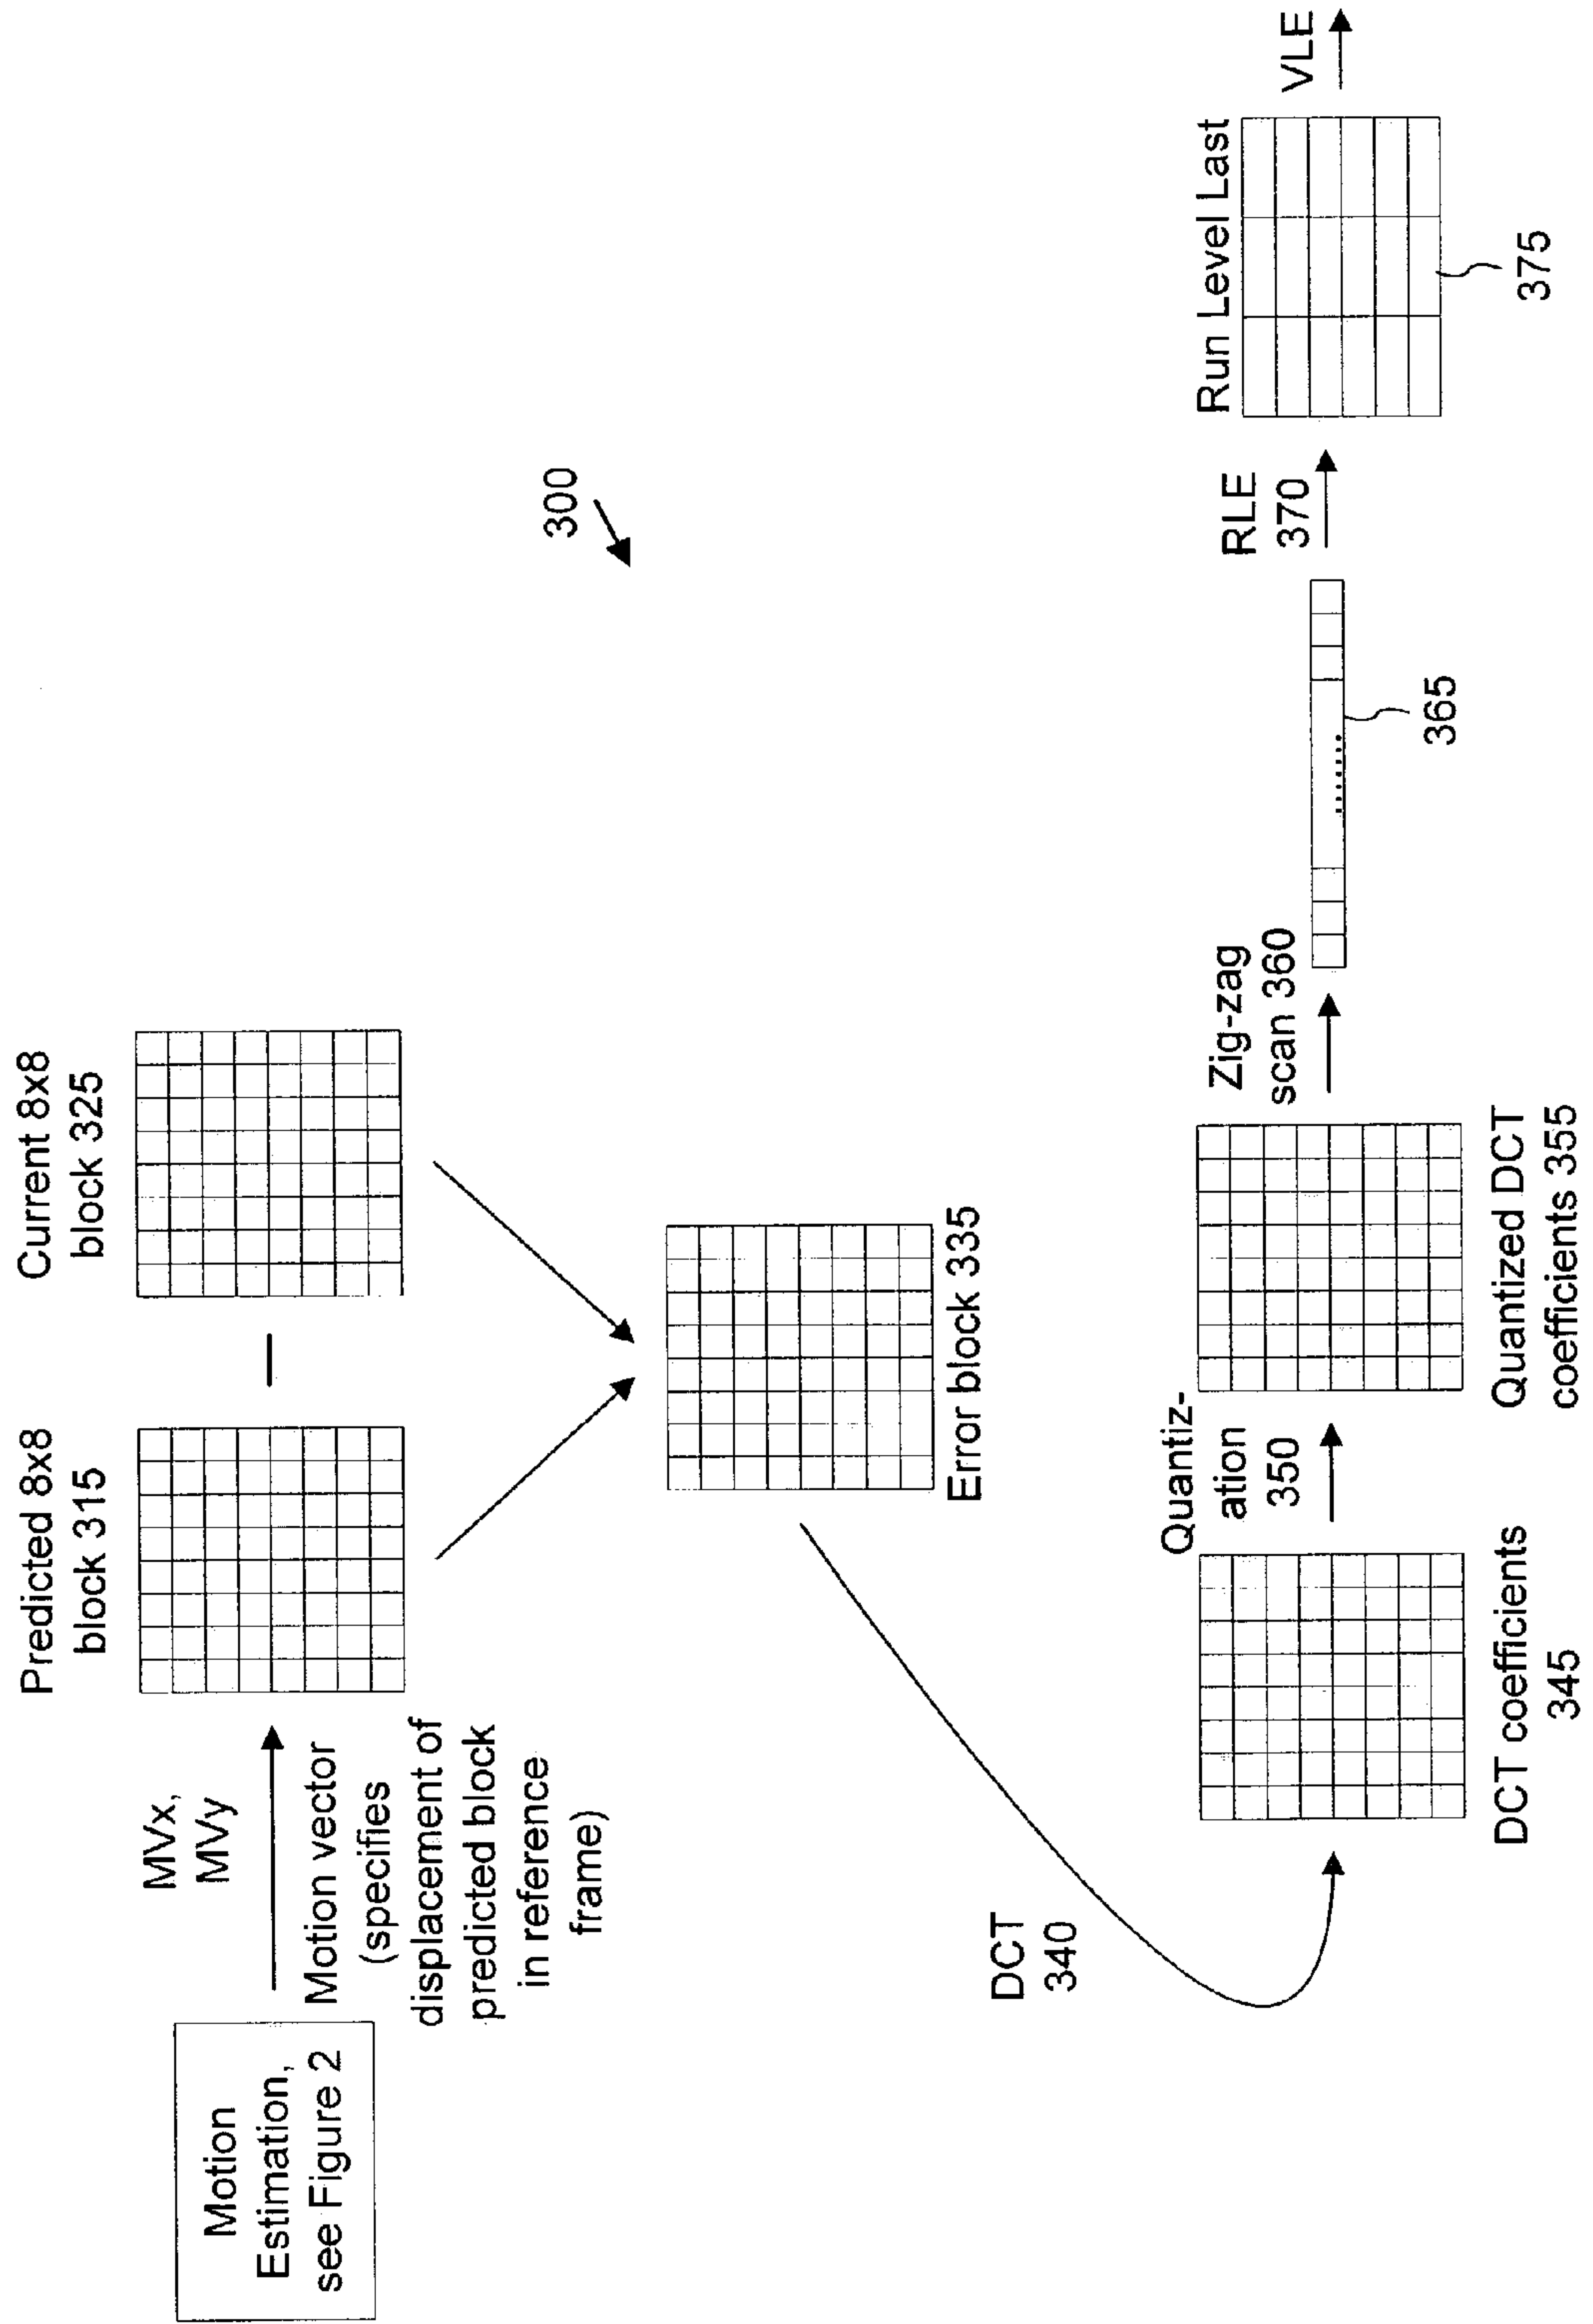 Motion
Estimation,
see Figure 2
MVx,
MVy
Motion vector
(specifies
displacement of
predicted block
in reference
frame)
Predicted 8x8
block 315
Current 8x8
block 325
Error block 335
300
DCT
340
DCT coefficients
345
Quantiz-
ation
350
Quantized DCT
coefficients 355
Zig-zag
scan 360
365
RLE
370
Run Level Last
375
VLE